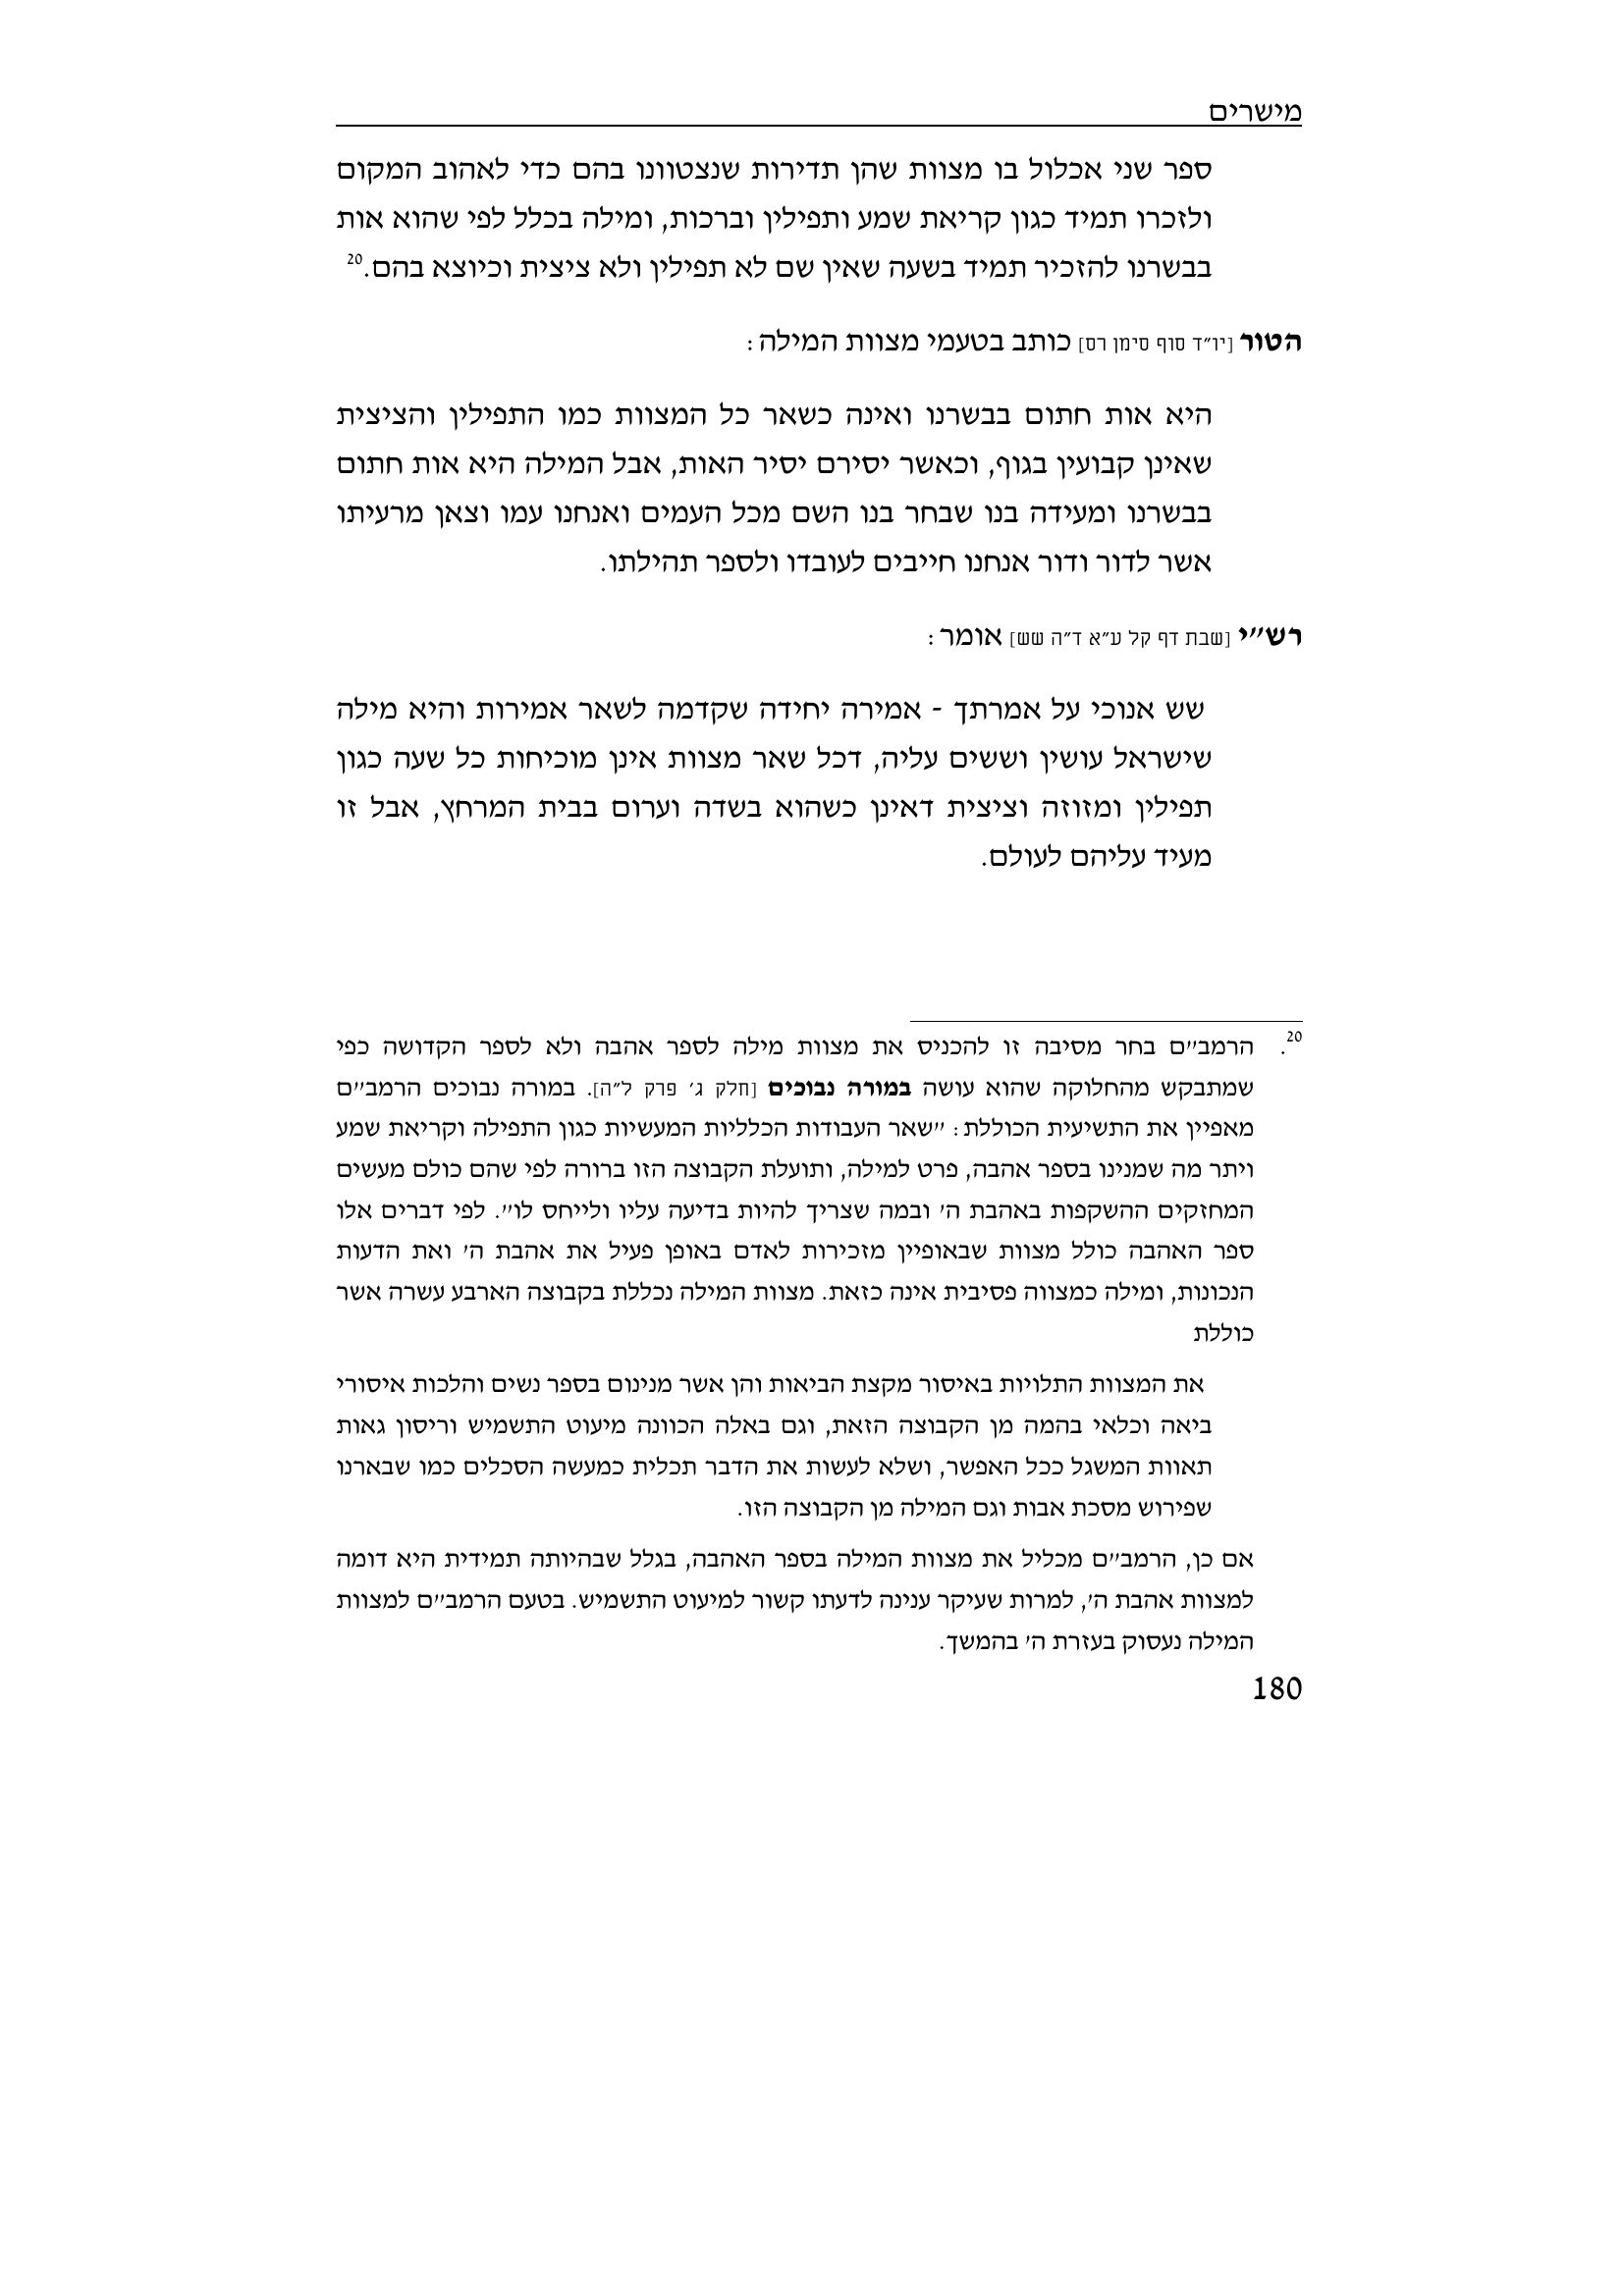 מישרים
ספר שני אכלול בו מצוות שהן תדירות שנצטוונו בהם כדי לאהוב המקום
ולזכרו תמיד כגון קריאת שמע ותפילין וברכות, ומילה בכלל לפי שהוא אות
בבשרנו להזכיר תמיד בשעה שאין שם לא תפילין ולא ציצית וכיוצא בהם.20
הטור [יו״ד סוף סימן רס] כותב בטעמי מצוות המילה:
היא אות חתום בבשרנו ואינה כשאר כל המצוות כמו התפילין והציצית
שאינן קבועין בגוף, וכאשר יסירם יסיר האות, אבל המילה היא אות חתום
בבשרנו ומעידה בנו שבחר בנו השם מכל העמים ואנחנו עמו וצאן מרעיתו
אשר לדור ודור אנחנו חייבים לעובדו ולספר תהילתו.
רש״י [שבת דף קל ע״א ד״ה שש] אומר:
שש אנוכי על אמרתך - אמירה יחידה שקדמה לשאר אמירות והיא מילה
שישראל עושין וששים עליה, דכל שאר מצוות אינן מוכיחות כל שעה כגון
תפילין ומזוזה וציצית דאינן כשהוא בשדה וערום בבית המרחץ, אבל זו
מעיד עליהם לעולם.
20. הרמב״ם בחר מסיבה זו להכניס את מצוות מילה לספר אהבה ולא לספר הקדושה כפי
שמתבקש מהחלוקה שהוא עושה במורה נבוכים [חלק ג׳ פרק ל״ה]. במורה נבוכים הרמב״ם
מאפיין את התשיעית הכוללת: ״שאר העבודות הכלליות המעשיות כגון התפילה וקריאת שמע
ויתר מה שמנינו בספר אהבה, פרט למילה, ותועלת הקבוצה הזו ברורה לפי שהם כולם מעשים
המחזקים ההשקפות באהבת ה׳ ובמה שצריך להיות בדיעה עליו ולייחס לו״. לפי דברים אלו
ספר האהבה כולל מצוות שבאופיין מזכירות לאדם באופן פעיל את אהבת ה׳ ואת הדעות
הנכונות, ומילה כמצווה פסיבית אינה כזאת. מצוות המילה נכללת בקבוצה הארבע עשרה אשר
כוללת
את המצוות התלויות באיסור מקצת הביאות והן אשר מנינום בספר נשים והלכות איסורי
ביאה וכלאי בהמה מן הקבוצה הזאת, וגם באלה הכוונה מיעוט התשמיש וריסון גאות
תאוות המשגל ככל האפשר, ושלא לעשות את הדבר תכלית כמעשה הסכלים כמו שבארנו
שפירוש מסכת אבות וגם המילה מן הקבוצה הזו.
אם כן, הרמב״ם מכליל את מצוות המילה בספר האהבה, בגלל שבהיותה תמידית היא דומה
למצוות אהבת ה׳, למרות שעיקר ענינה לדעתו קשור למיעוט התשמיש. בטעם הרמב״ם למצוות
המילה נעסוק בעזרת ה׳ בהמשך.
180